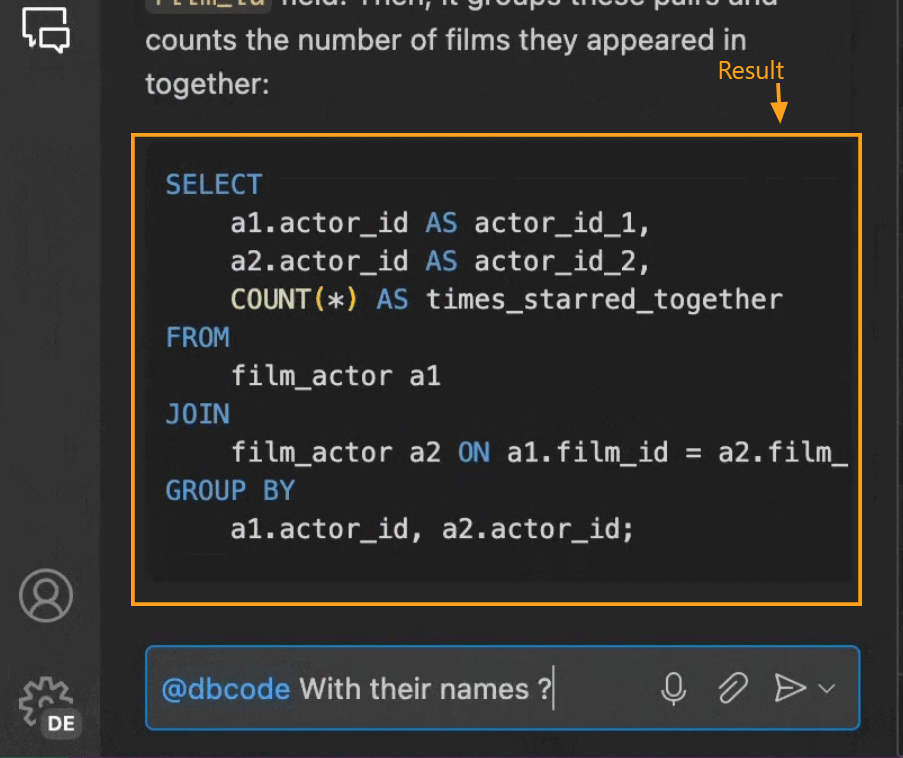 film_id field. Then, it groups these pairs and
counts the number of films they appeared in
together:
Result
SELECT
a1.actor_id AS actor_id_1,
a2.actor_id AS actor_id_2,
COUNT(*) AS times_starred_together
FROM
film_actor a1
JOIN
film_actor a2 ON a1.film_id = a2.film_
GROUP BY
a1.actor_id, a2.actor_id;
@dbcode With their names ?
DE